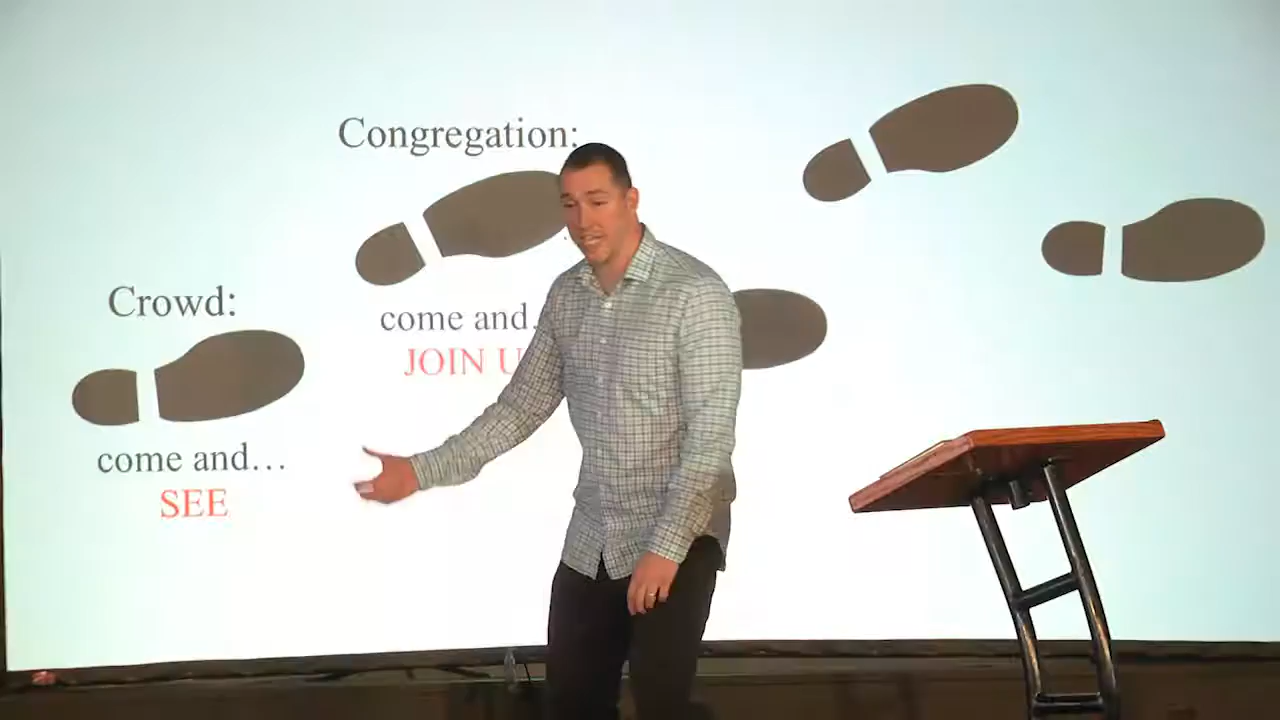 Congregation:
come and.
JOIN U
Crowd:
come and...
SEE